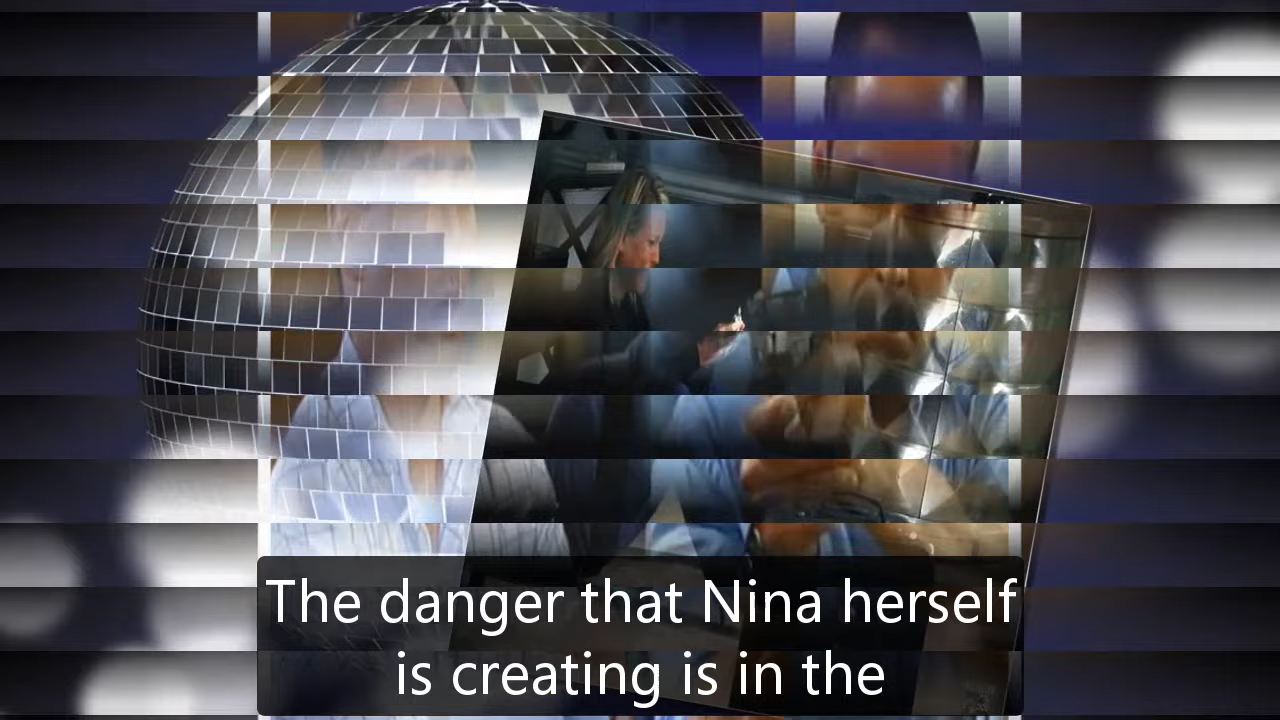 The danger that Nina herself
is creating is in the